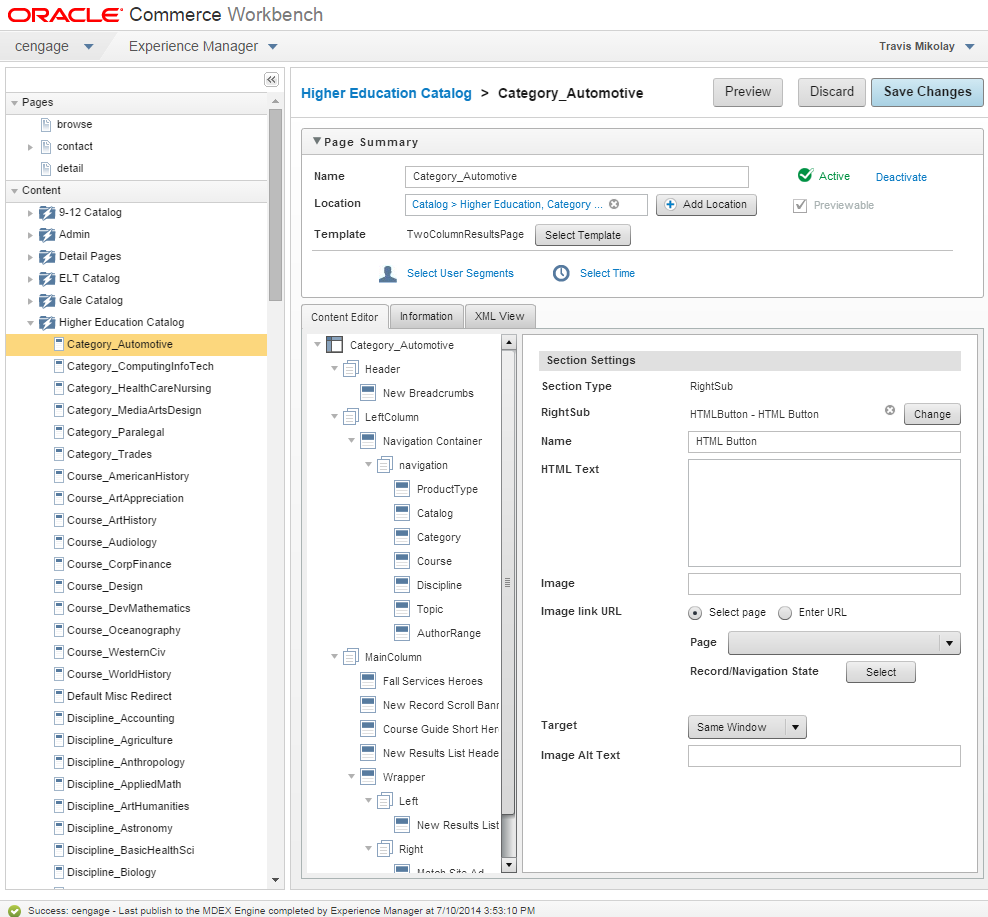 ORACLE Commerce Workbench
cengage
Experience Manager
Travis Mikolay
Pages
browse
contact
detail
Content
9-12 Catalog
Admin
Detail Pages
ELT Catalog
Gale Catalog
Higher Education Catalog
Category_Automotive
Category_ComputingInfoTech
Category_HealthCareNursing
Category_MediaArtsDesign
Category_Paralegal
Category_Trades
Course_AmericanHistory
Course_ArtAppreciation
Course_ArtHistory
Course_Audiology
Course_CorpFinance
Course_Design
Course_DevMathematics
Course_Oceanography
Course_WesternCiv
Course_WorldHistory
Default Misc Redirect
Discipline_Accounting
Discipline_Agriculture
Discipline_Anthropology
Discipline_AppliedMath
Discipline_ArtHumanities
Discipline_Astronomy
Discipline_BasicHealthSci
Discipline_Biology
Higher Education Catalog > Category_Automotive
Preview
Discard
Save Changes
Page Summary
Name
Category_Automotive
Active
Deactivate
Location
Catalog > Higher Education, Category ...
Add Location
Previewable
Template
TwoColumnResultsPage
Select Template
Select User Segments
Select Time
Content Editor
Information
XML View
Category_Automotive
Header
New Breadcrumbs
LeftColumn
Navigation Container
navigation
ProductType
Catalog
Category
Course
Discipline
Topic
AuthorRange
MainColumn
Fall Services Heroes
New Record Scroll Bann
Course Guide Short Her
New Results List Heade
Wrapper
Left
New Results List
Right
Match Site Ad
Section Settings
Section Type
RightSub
RightSub
HTMLButton - HTML Button
Change
Name
HTML Button
HTML Text
Image
Image link URL
Select page
Enter URL
Page
Record/Navigation State
Select
Target
Same Window
Image Alt Text
Success: cengage - Last publish to the MDEX Engine completed by Experience Manager at 7/10/2014 3:53:10 PM